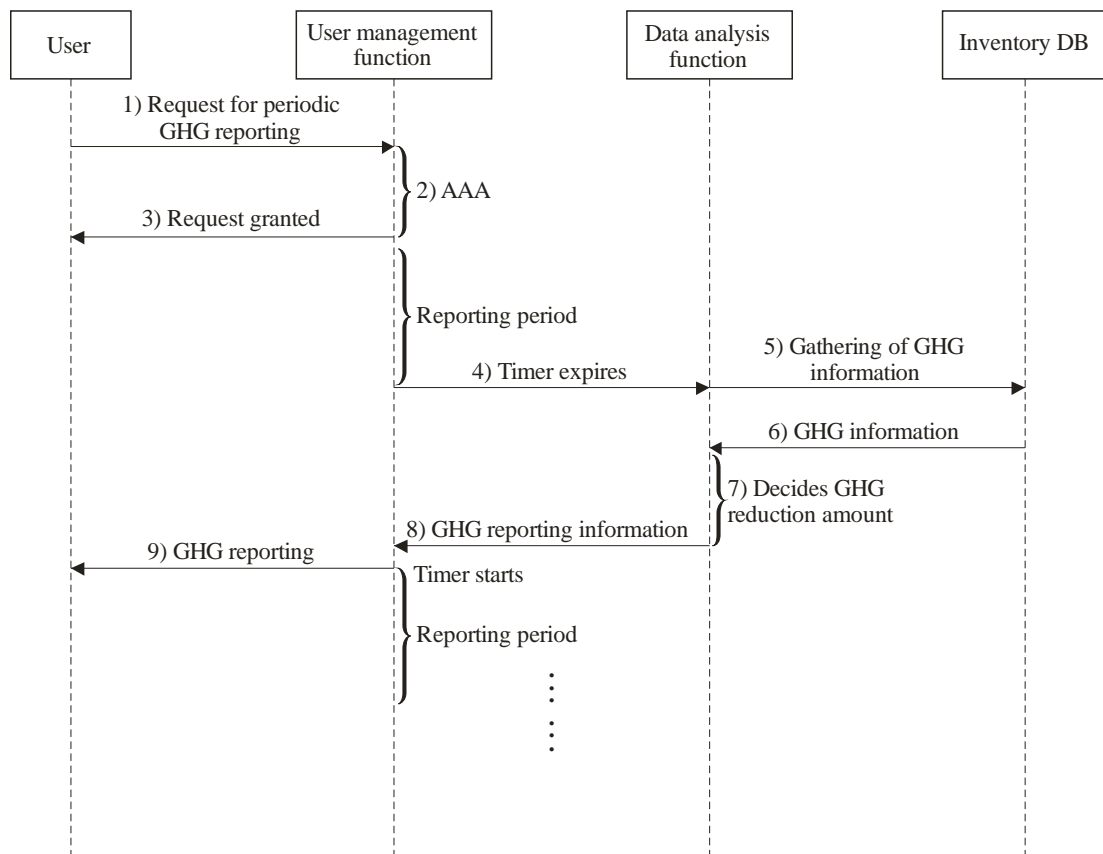 User
User management
function
Data analysis
function
Inventory DB
1) Request for periodic
GHG reporting
2) AAA
3) Request granted
Reporting period
4) Timer expires
5) Gathering of GHG
information
6) GHG information
7) Decides GHG
reduction amount
8) GHG reporting information
9) GHG reporting
Timer starts
Reporting period